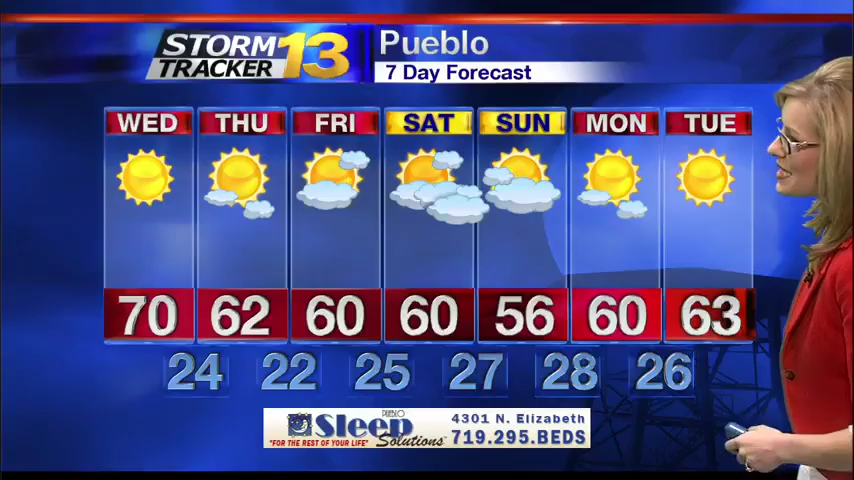 STORM
TRACKER 13
Pueblo
7 Day Forecast
WED THU FRI SAT SUN MON TUE
70 62 60 60 56 60 63
24 22 25 27 28 26
PUEBLO
Sleep
Solutions
"FOR THE REST OF YOUR LIFE"
4301 N. Elizabeth
719.295.BEDS